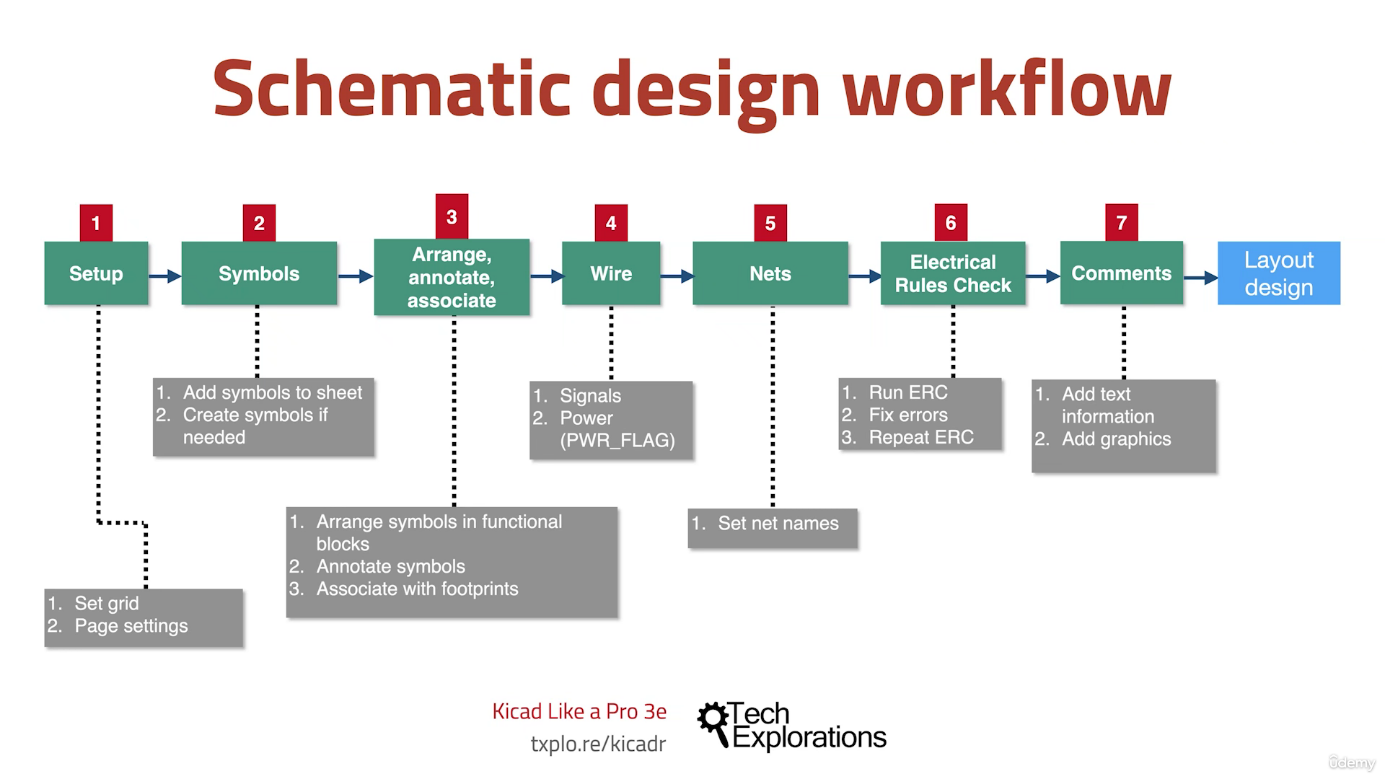 Schematic design workflow
1
Setup
2
Symbols
3
Arrange,
annotate,
associate
4
Wire
5
Nets
6
Electrical
Rules Check
7
Comments
Layout
design
1. Add symbols to sheet
2. Create symbols if
needed
1. Signals
2. Power
(PWR_FLAG)
1. Run ERC
2. Fix errors
3. Repeat ERC
1. Add text
information
2. Add graphics
1. Arrange symbols in functional
blocks
2. Annotate symbols
3. Associate with footprints
1. Set net names
1. Set grid
2. Page settings
Kicad Like a Pro 3e
txplo.re/kicadr
Tech
Explorations
ûdemy